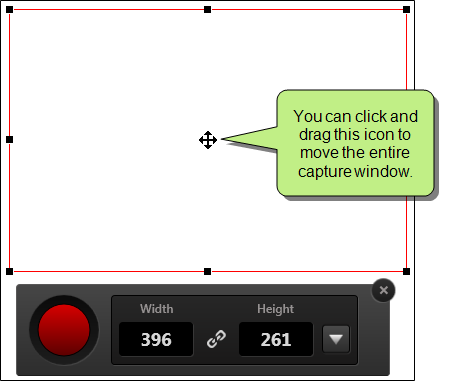 You can click and
drag this icon to
move the entire
capture window.
Width Height
396 261